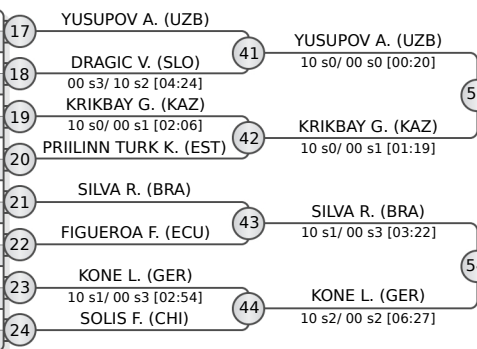 17
YUSUPOV A. (UZB)
18
DRAGIC V. (SLO)
00 s3/ 10 s2 [04:24]
41
YUSUPOV A. (UZB)
10 s0/ 00 s0 [00:20]
19
KRIKBAY G. (KAZ)
10 s0/ 00 s1 [02:06]
20
PRIILINN TURK K. (EST)
42
KRIKBAY G. (KAZ)
10 s0/ 00 s1 [01:19]
21
SILVA R. (BRA)
22
FIGUEROA F. (ECU)
43
SILVA R. (BRA)
10 s1/ 00 s3 [03:22]
23
KONE L. (GER)
10 s1/ 00 s3 [02:54]
24
SOLIS F. (CHI)
44
KONE L. (GER)
10 s2/ 00 s2 [06:27]